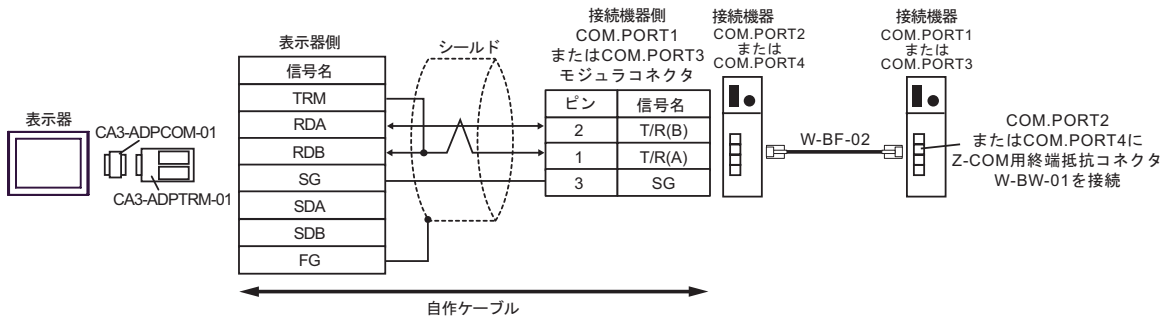 表示器
CA3-ADPCOM-01
CA3-ADPTRM-01
表示器側
信号名
TRM
RDA
RDB
SG
SDA
SDB
FG
シールド
接続機器側
COM.PORT1
またはCOM.PORT3
モジュラコネクタ
ピン 信号名
2 T/R(B)
1 T/R(A)
3 SG
自作ケーブル
接続機器
COM.PORT2
または
COM.PORT4
W-BF-02
接続機器
COM.PORT1
または
COM.PORT3
COM.PORT2
またはCOM.PORT4に
Z-COM用終端抵抗コネクタ
W-BW-01を接続